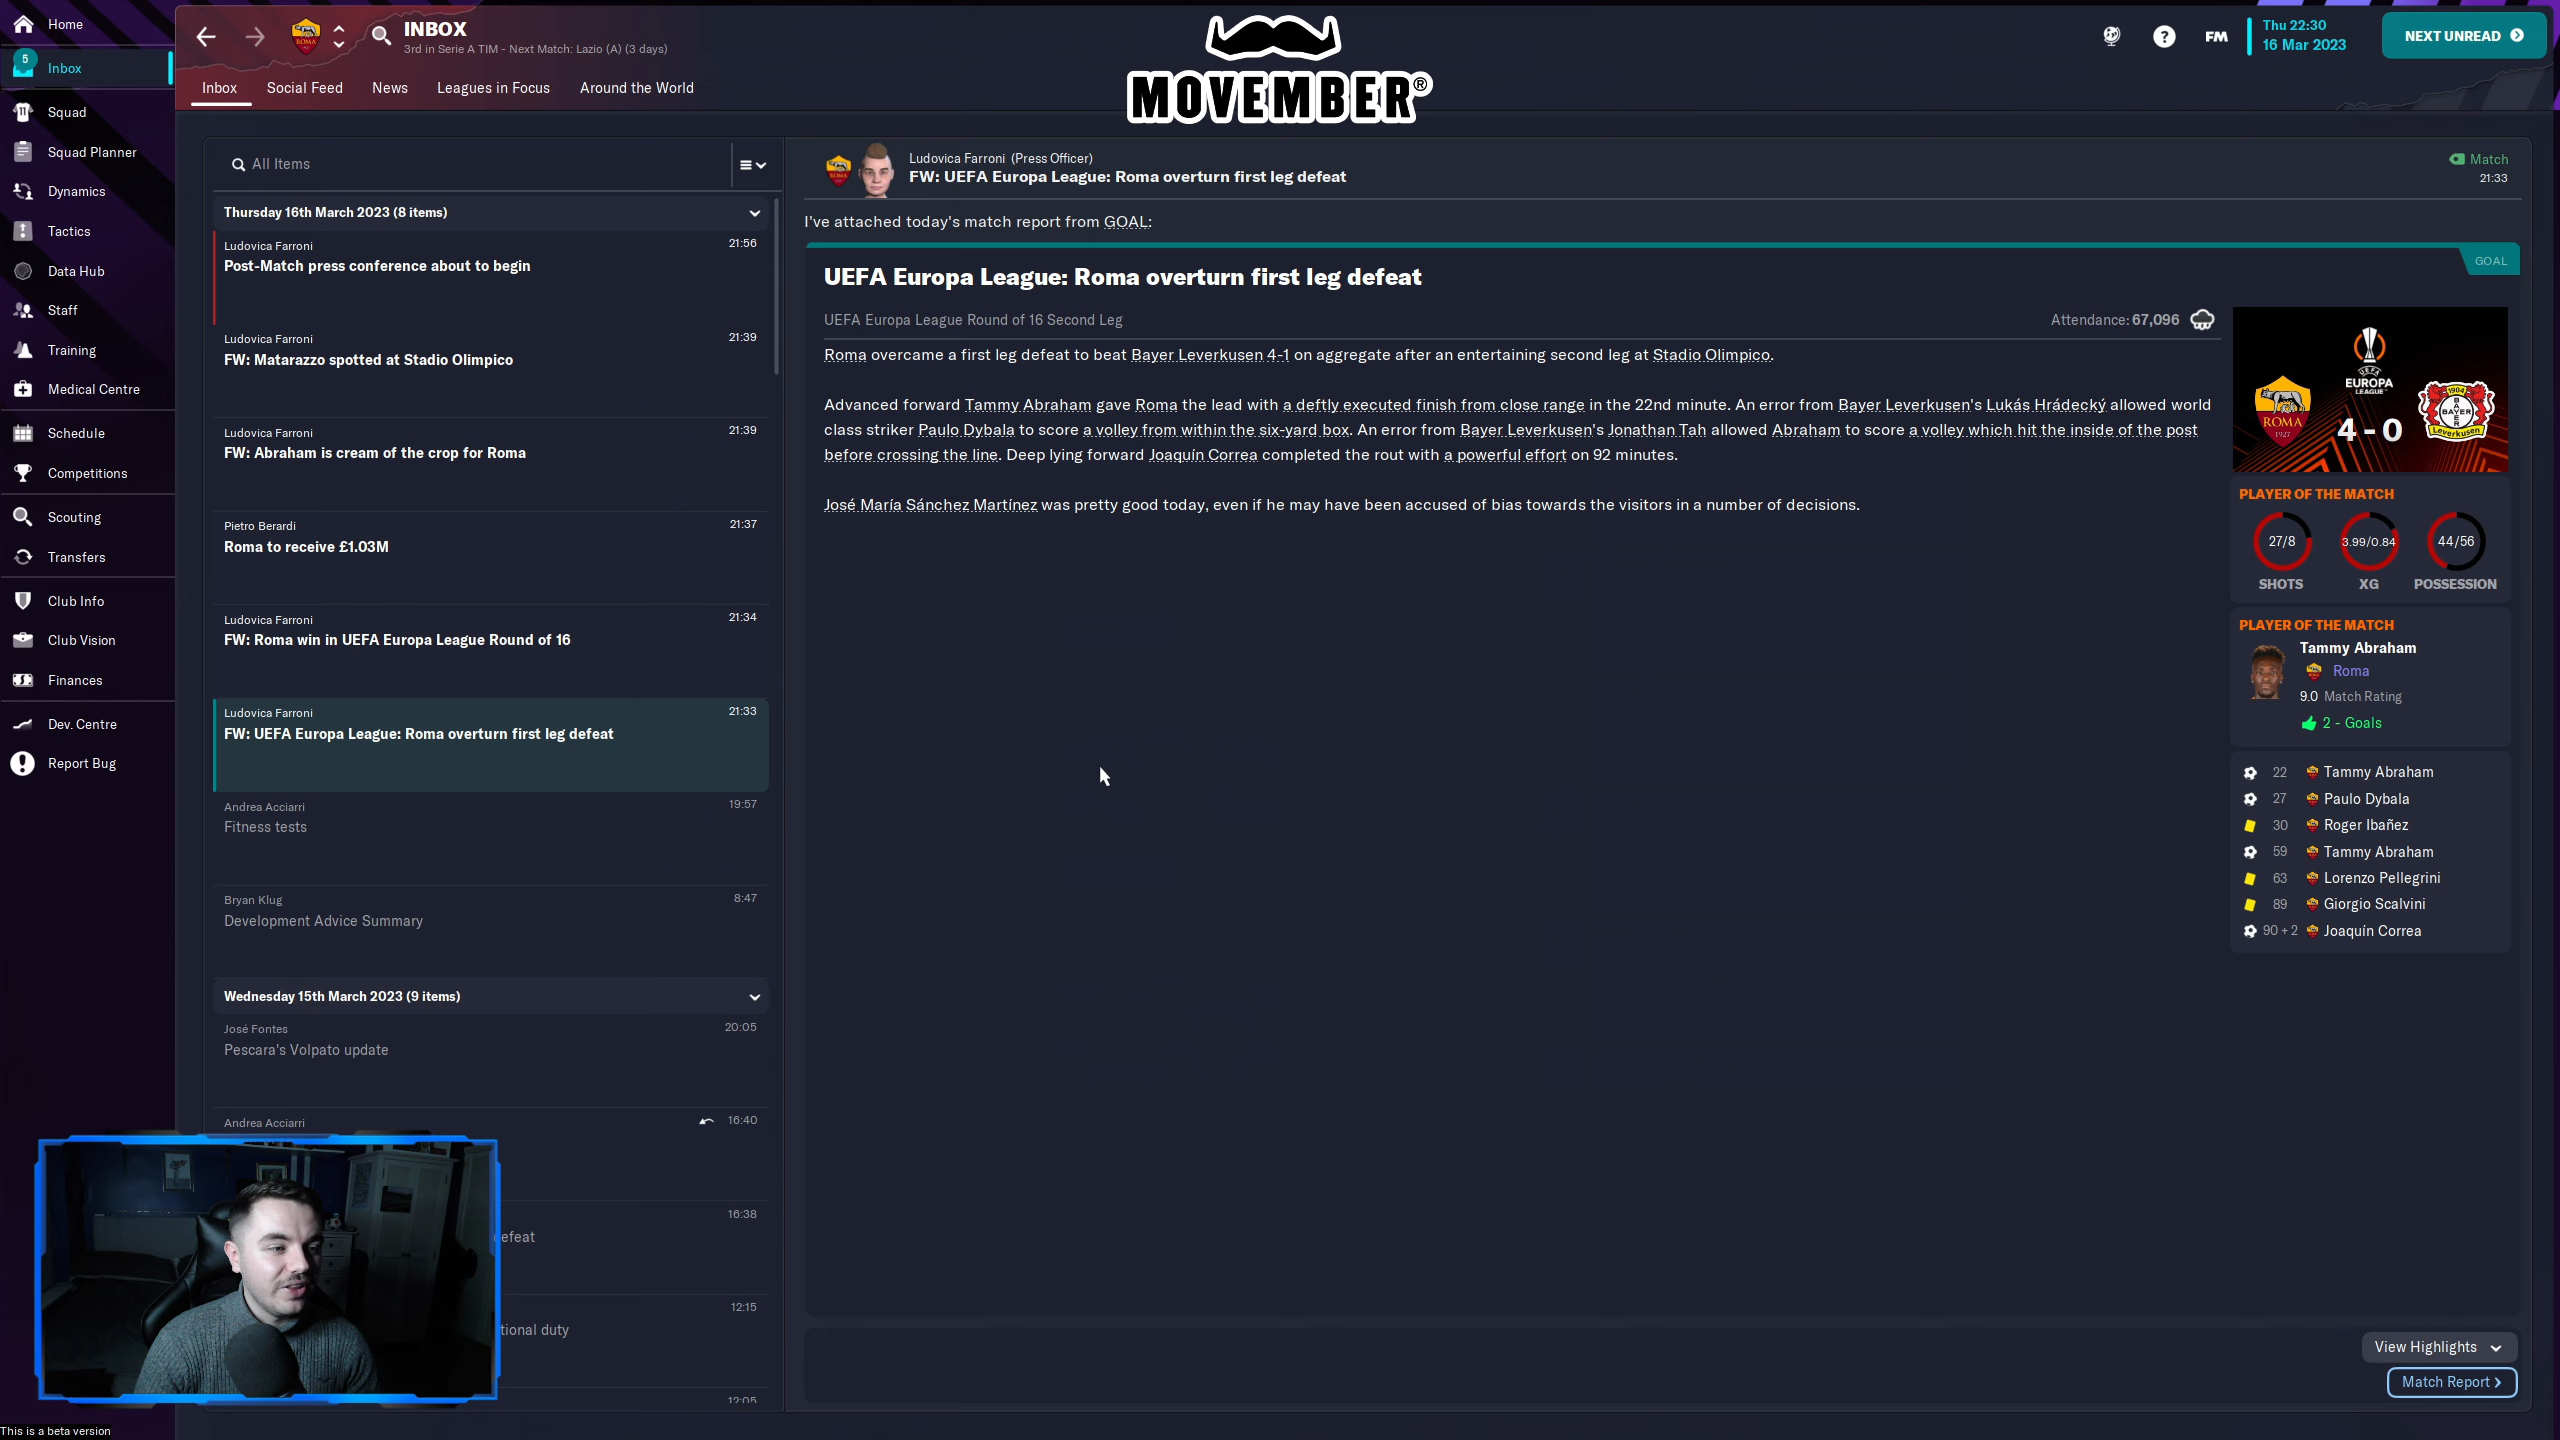 Home
5
Inbox
Squad
Squad Planner
Dynamics
Tactics
Data Hub
Staff
Training
Medical Centre
Schedule
Competitions
Scouting
Transfers
Club Info
Club Vision
Finances
Dev. Centre
Report Bug
INBOX
3rd in Serie A TIM - Next Match: Lazio (A) (3 days)
Inbox
Social Feed
News
Leagues in Focus
Around the World
MOVEMBER®
FM
Thu 22:30
16 Mar 2023
NEXT UNREAD
All Items
Thursday 16th March 2023 (8 items)
Ludovica Farroni 21:56
Post-Match press conference about to begin
Ludovica Farroni 21:39
FW: Matarazzo spotted at Stadio Olimpico
Ludovica Farroni 21:39
FW: Abraham is cream of the crop for Roma
Pietro Berardi 21:37
Roma to receive £1.03M
Ludovica Farroni 21:34
FW: Roma win in UEFA Europa League Round of 16
Ludovica Farroni 21:33
FW: UEFA Europa League: Roma overturn first leg defeat
Andrea Acciarri 19:57
Fitness tests
Bryan Klug 8:47
Development Advice Summary
Wednesday 15th March 2023 (9 items)
José Fontes 20:05
Pescara's Volpato update
Andrea Acciarri 16:40
16:38
efeat
12:15
tional duty
12:05
Ludovica Farroni (Press Officer)
FW: UEFA Europa League: Roma overturn first leg defeat
Match
21:33
I've attached today's match report from GOAL:
GOAL
UEFA Europa League: Roma overturn first leg defeat
UEFA Europa League Round of 16 Second Leg
Attendance: 67,096
Roma overcame a first leg defeat to beat Bayer Leverkusen 4-1 on aggregate after an entertaining second leg at Stadio Olimpico.
Advanced forward Tammy Abraham gave Roma the lead with a deftly executed finish from close range in the 22nd minute. An error from Bayer Leverkusen's Lukás Hrádecký allowed world
class striker Paulo Dybala to score a volley from within the six-yard box. An error from Bayer Leverkusen's Jonathan Tah allowed Abraham to score a volley which hit the inside of the post
before crossing the line. Deep lying forward Joaquín Correa completed the rout with a powerful effort on 92 minutes.
José María Sánchez Martínez was pretty good today, even if he may have been accused of bias towards the visitors in a number of decisions.
UEFA
EUROPA
LEAGUE
ROMA
1927
4 - 0
1904
BAYER
Leverkusen
PLAYER OF THE MATCH
27/8
3.99/0.84
44/56
SHOTS
XG
POSSESSION
PLAYER OF THE MATCH
Tammy Abraham
Roma
9.0 Match Rating
2 - Goals
22 Tammy Abraham
27 Paulo Dybala
30 Roger Ibañez
59 Tammy Abraham
63 Lorenzo Pellegrini
89 Giorgio Scalvini
90 + 2 Joaquín Correa
View Highlights
Match Report
This is a beta version